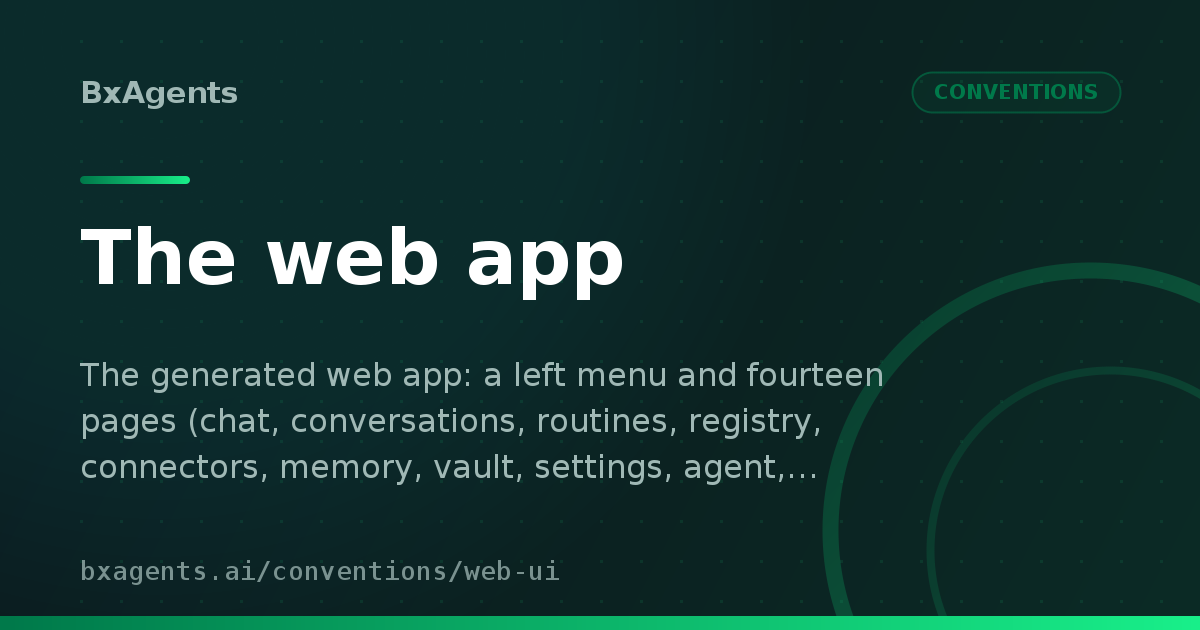 BxAgents
CONVENTIONS
The web app
The generated web app: a left menu and fourteen
pages (chat, conversations, routines, registry,
connectors, memory, vault, settings, agent,…
bxagents.ai/conventions/web-ui